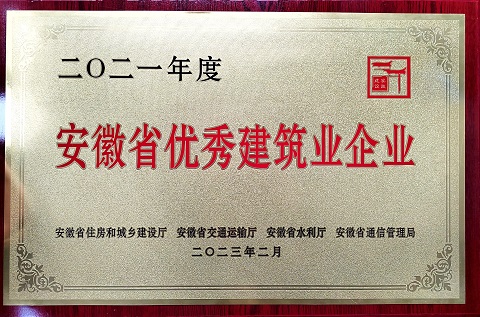 二〇二一年度
安徽省优秀建筑业企业
安徽省住房和城乡建设厅 安徽省交通运输厅 安徽省水利厅 安徽省通信管理局
二〇二三年二月